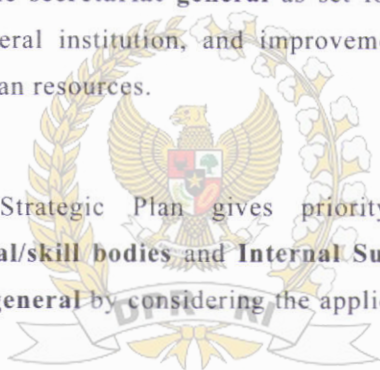 e secretariat general as set fo
eral institution, and improveme
an resources.
Strategic Plan gives priority
al/skill bodies and Internal Su
general by considering the applic
DPR - RI